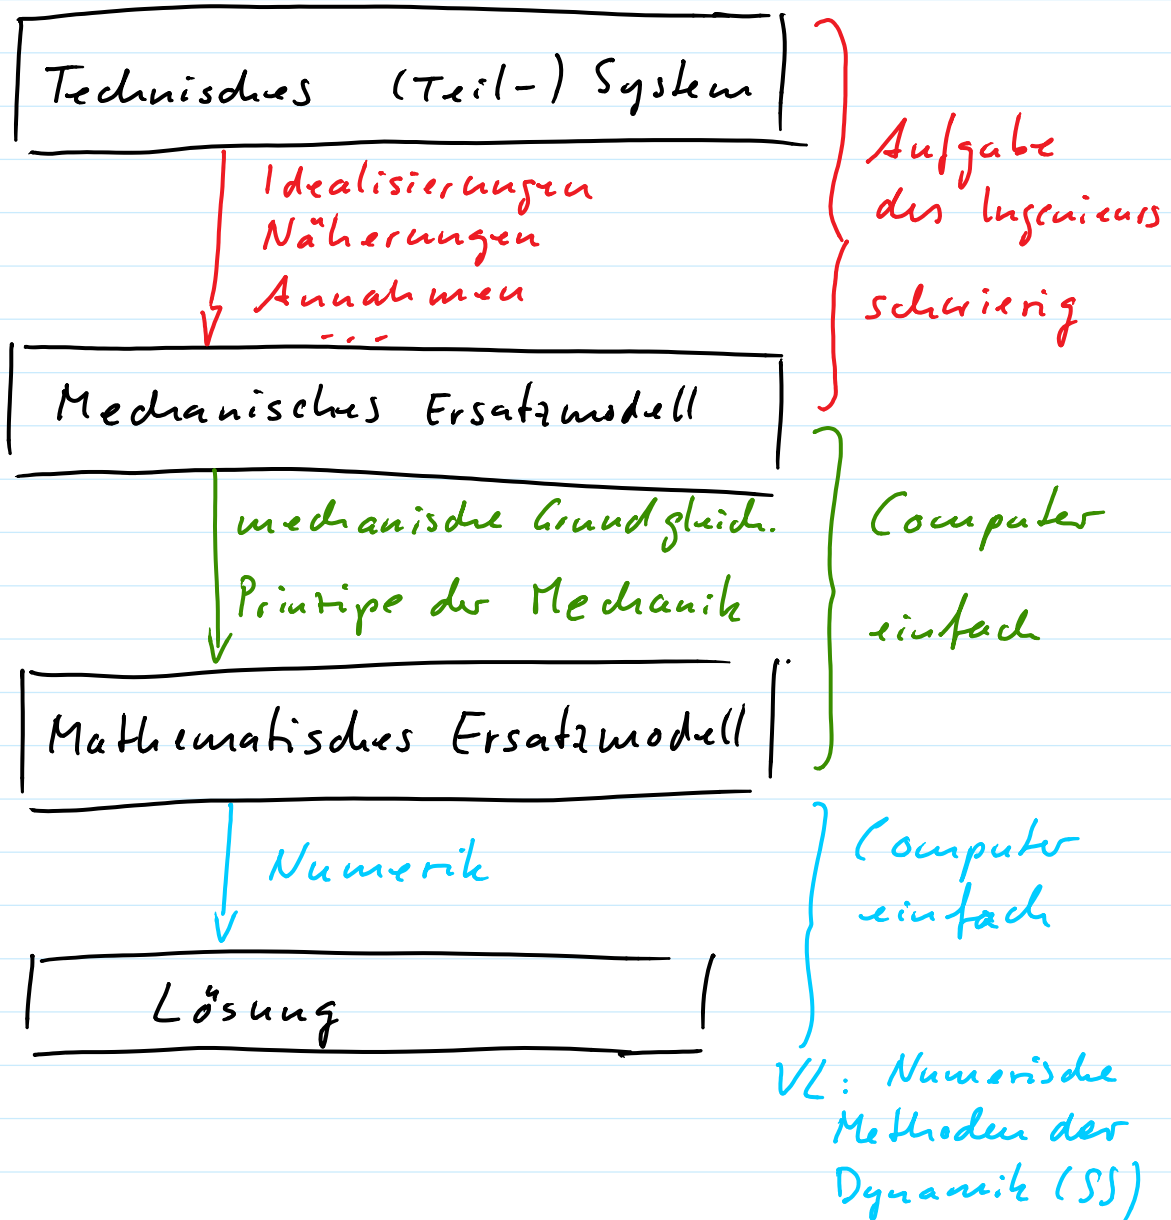 Technisches (Teil-) System
Idealisierungen
Näherungen
Annahmen
...
Aufgabe
des Ingenieurs
schwierig
Mechanisches Ersatzmodell
mechanische Grundgleich.
Prinzipe der Mechanik
Computer
einfach
Mathematisches Ersatzmodell
Numerik
Computer
einfach
Lösung
VL: Numerische
Methoden der
Dynamik (SS)